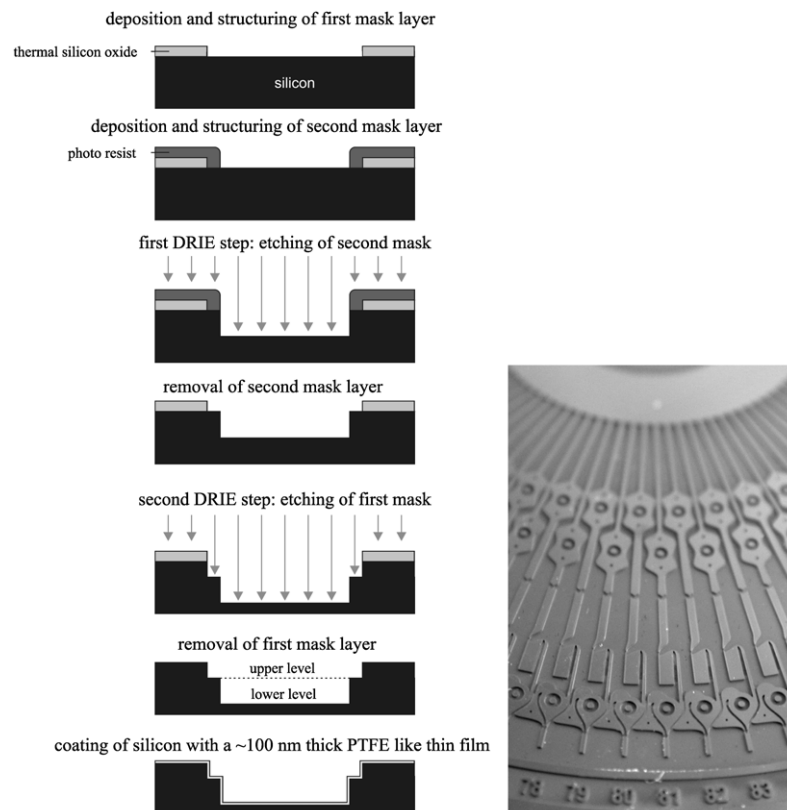 deposition and structuring of first mask layer
thermal silicon oxide
silicon
deposition and structuring of second mask layer
photo resist
first DRIE step: etching of second mask
removal of second mask layer
second DRIE step: etching of first mask
removal of first mask layer
upper level
lower level
coating of silicon with a ~100 nm thick PTFE like thin film
78 79 80 81 82 83